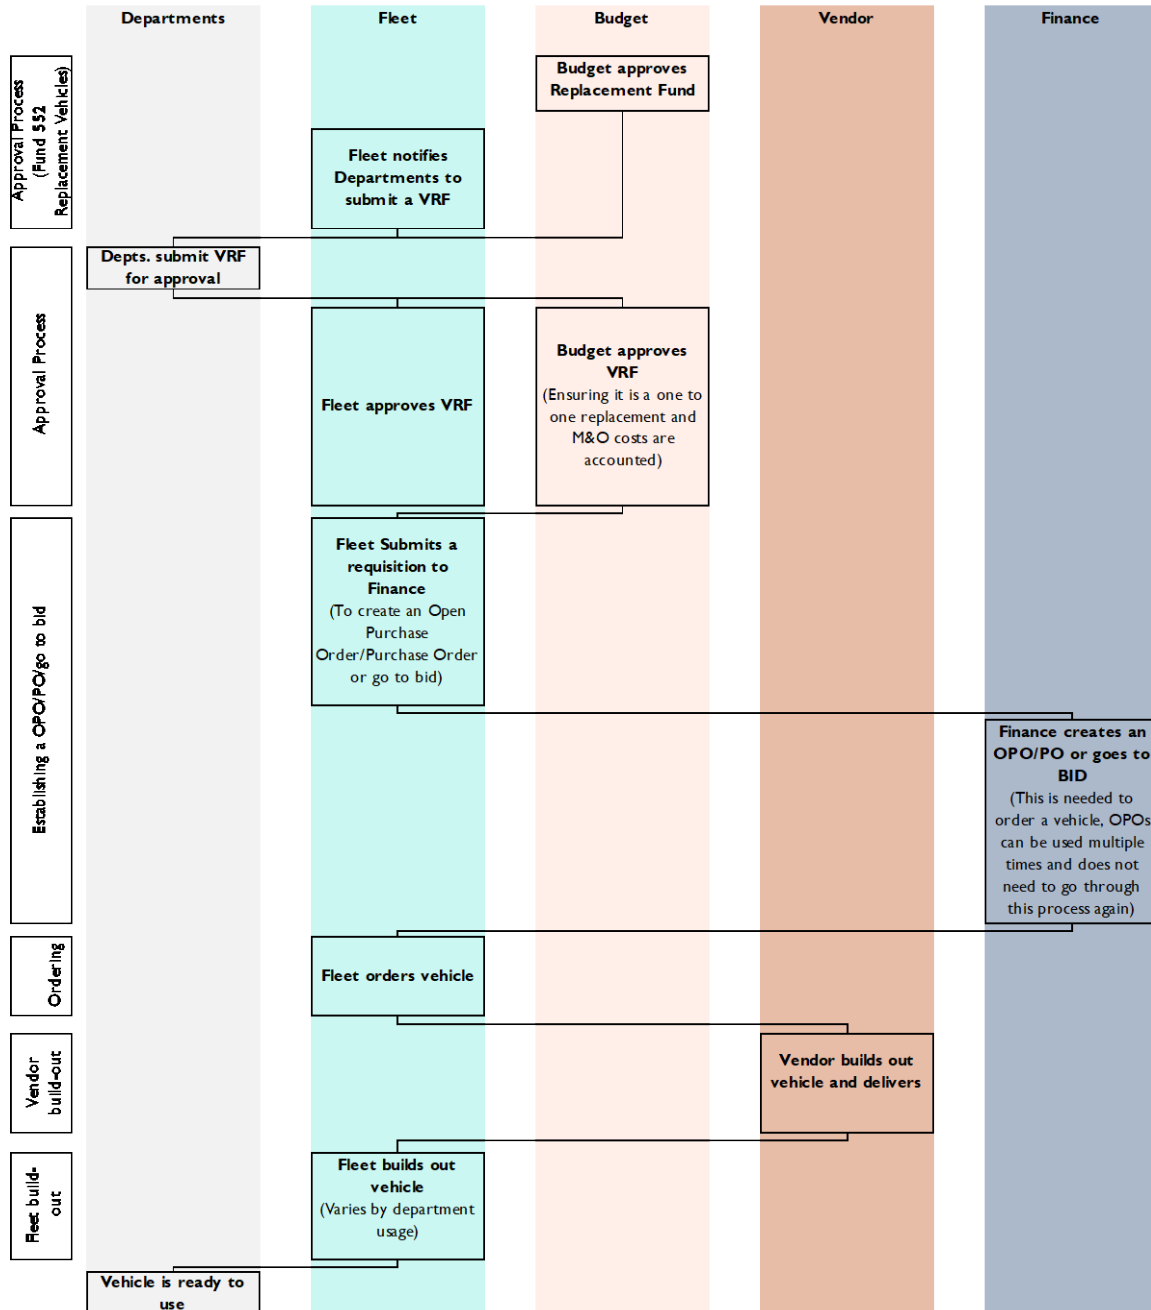 Departments
Fleet
Budget
Vendor
Finance
Approval Process
(Fund 552
Replacement Vehicles)
Budget approves
Replacement Fund
Fleet notifies
Departments to
submit a VRF
Approval Process
Depts. submit VRF
for approval
Fleet approves VRF
Budget approves
VRF
(Ensuring it is a one to
one replacement and
M&O costs are
accounted)
Establishing a OPO/PO/go to bid
Fleet Submits a
requisition to
Finance
(To create an Open
Purchase
Order/Purchase Order
or go to bid)
Finance creates an
OPO/PO or goes to
BID
(This is needed to
order a vehicle, OPOs
can be used multiple
times and does not
need to go through
this process again)
Ordering
Fleet orders vehicle
Vendor
build-out
Vendor builds out
vehicle and delivers
Fleet build-
out
Fleet builds out
vehicle
(Varies by department
usage)
Vehicle is ready to
use